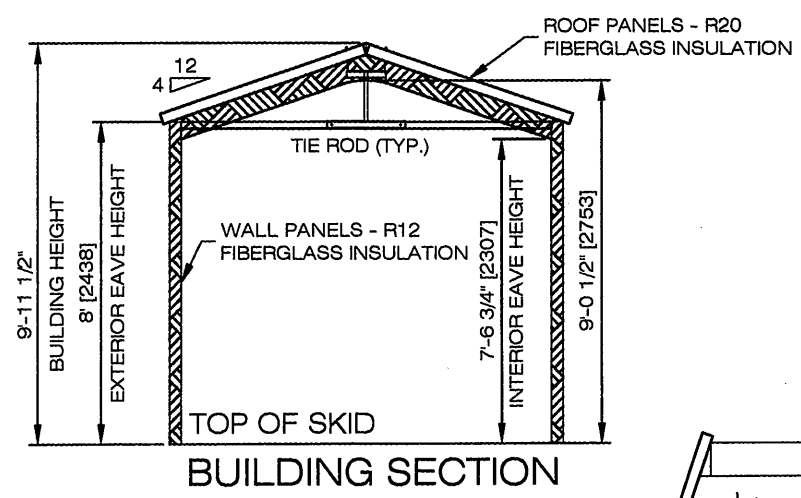 ROOF PANELS - R20
FIBERGLASS INSULATION
12
4
TIE ROD (TYP.)
WALL PANELS - R12
FIBERGLASS INSULATION
9'-11 1/2"
BUILDING HEIGHT
8' [2438]
EXTERIOR EAVE HEIGHT
7'-6 3/4" [2307]
INTERIOR EAVE HEIGHT
9'-0 1/2" [2753]
TOP OF SKID
BUILDING SECTION